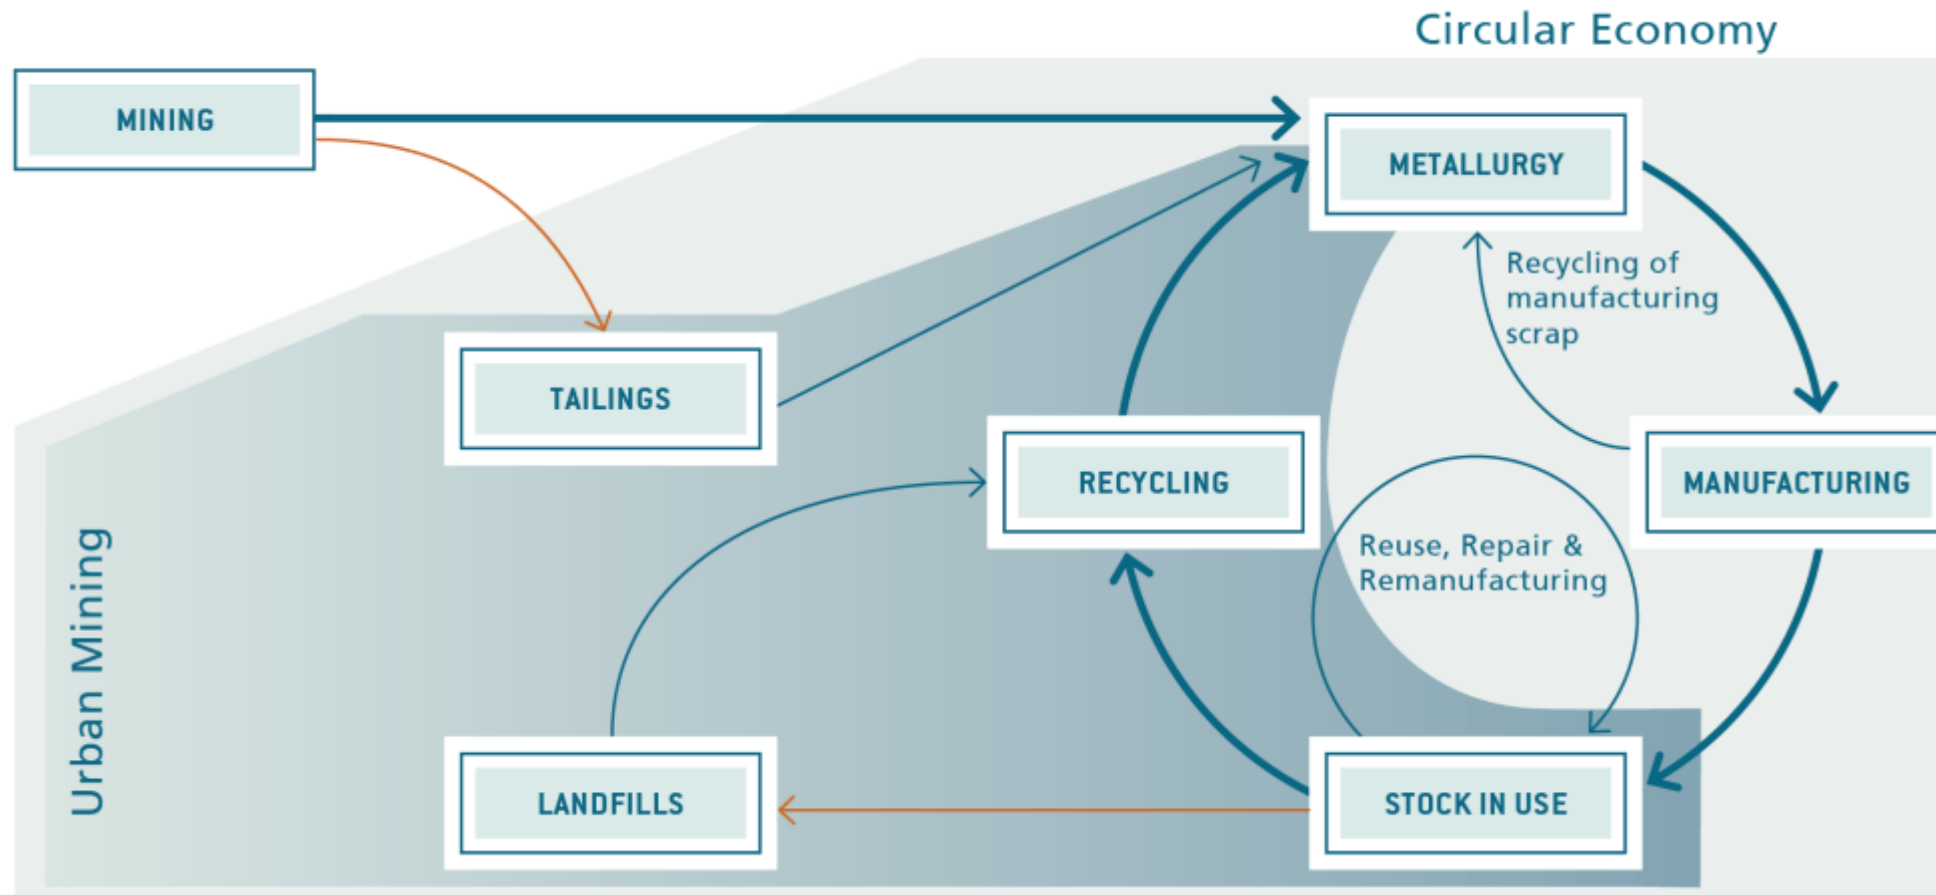 Circular Economy
MINING
METALLURGY
Recycling of
manufacturing
scrap
TAILINGS
RECYCLING
MANUFACTURING
Reuse, Repair &
Remanufacturing
Urban Mining
LANDFILLS
STOCK IN USE